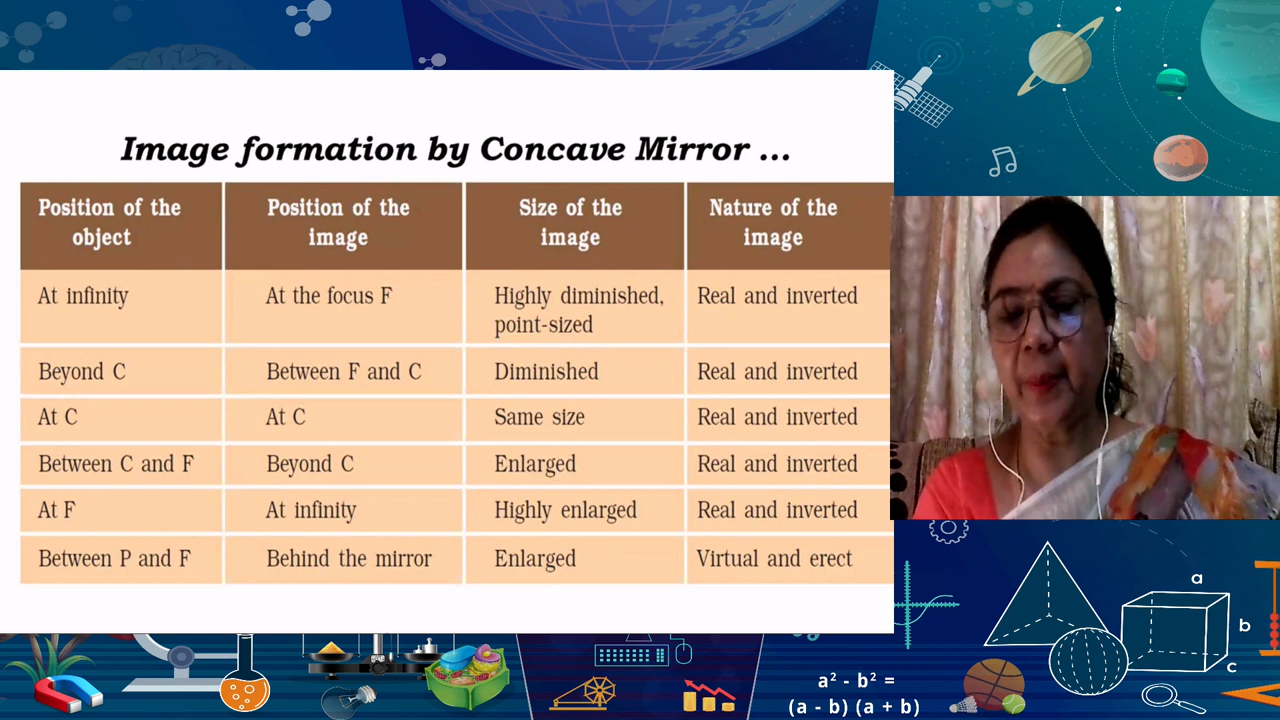 Image formation by Concave Mirror ...
Position of the object
Position of the image
Size of the image
Nature of the image
At infinity
At the focus F
Highly diminished, point-sized
Real and inverted
Beyond C
Between F and C
Diminished
Real and inverted
At C
At C
Same size
Real and inverted
Between C and F
Beyond C
Enlarged
Real and inverted
At F
At infinity
Highly enlarged
Real and inverted
Between P and F
Behind the mirror
Enlarged
Virtual and erect
a
b
c
a² - b² =
(a - b) (a + b)